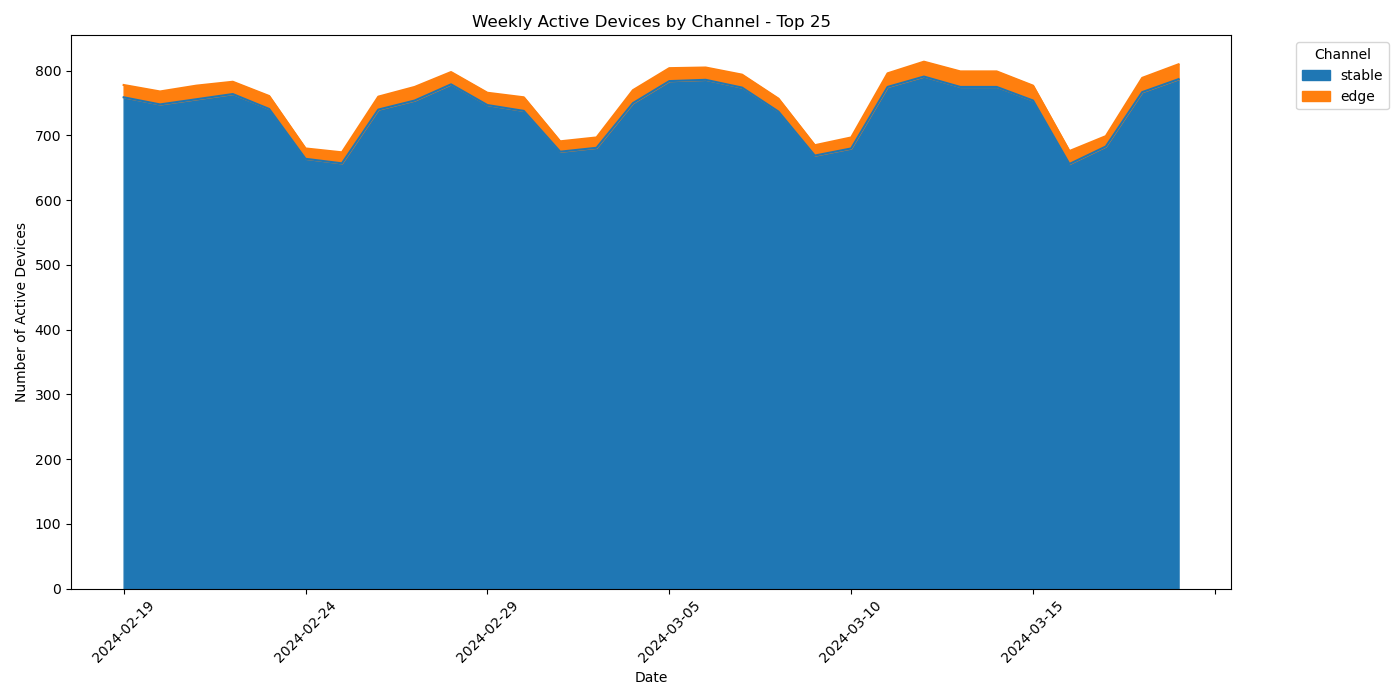 Weekly Active Devices by Channel - Top 25
Channel
stable
edge
Number of Active Devices
800
700
600
500
400
300
200
100
0
2024-02-19
2024-02-24
2024-02-29
2024-03-05
2024-03-10
2024-03-15
Date